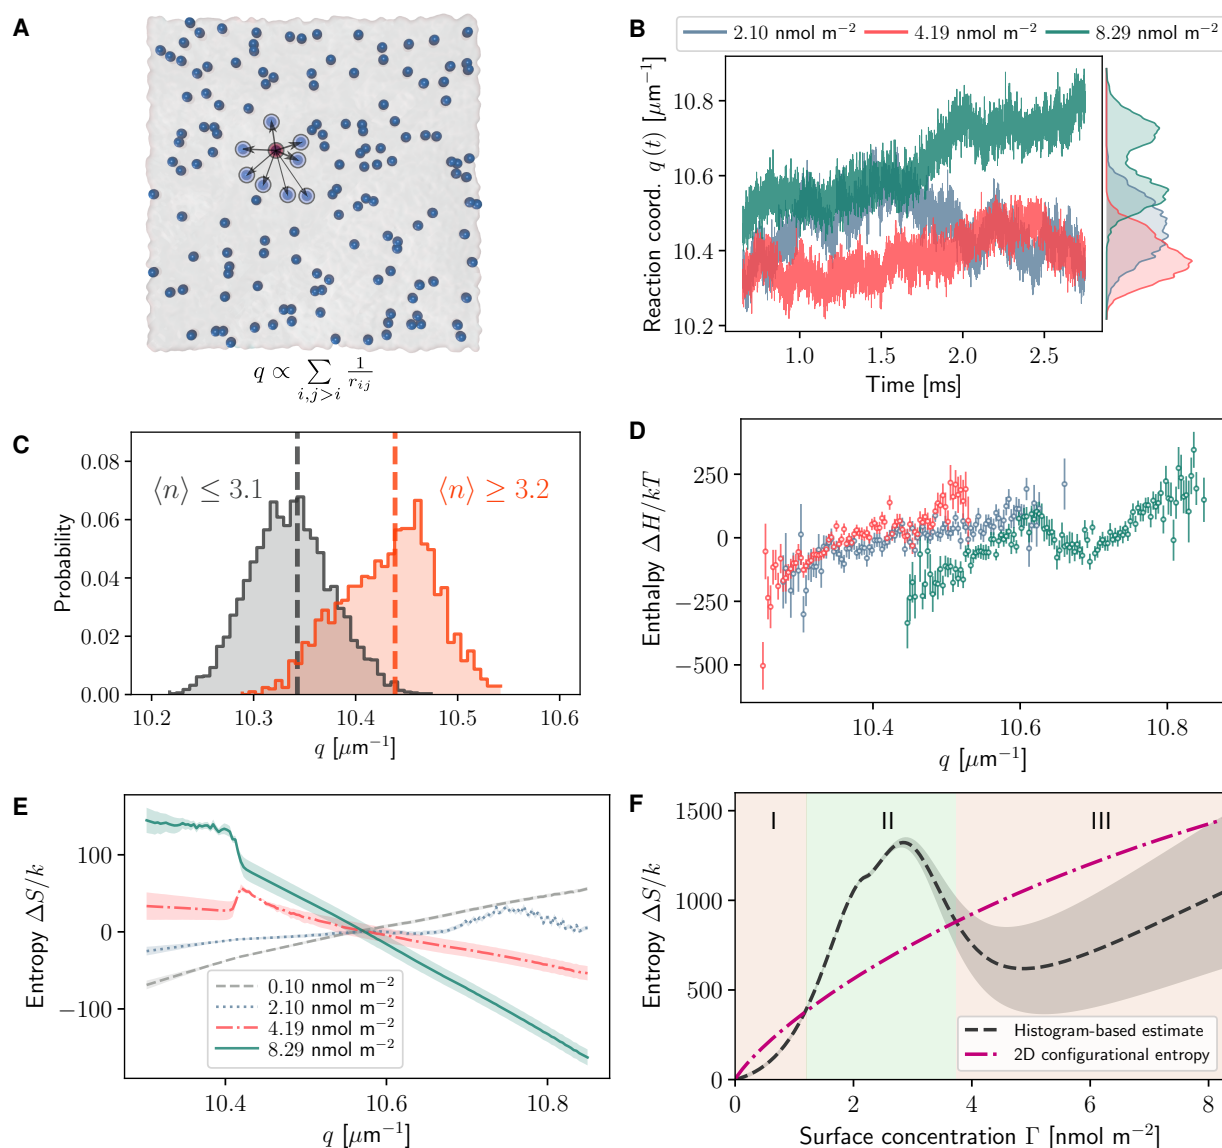 A
q ∝ ∑ 1/r_ij
i,j>i
B
2.10 nmol m⁻² 4.19 nmol m⁻² 8.29 nmol m⁻²
Reaction coord. q (t) [μm⁻¹]
10.8
10.6
10.4
10.2
1.0 1.5 2.0 2.5
Time [ms]
C
⟨n⟩ ≤ 3.1 ⟨n⟩ ≥ 3.2
Probability
0.08
0.06
0.04
0.02
0.00
10.2 10.3 10.4 10.5 10.6
q [μm⁻¹]
D
Enthalpy ΔH/kT
250
0
−250
−500
10.4 10.6 10.8
q [μm⁻¹]
E
Entropy ΔS/k
100
0
−100
0.10 nmol m⁻²
2.10 nmol m⁻²
4.19 nmol m⁻²
8.29 nmol m⁻²
10.4 10.6 10.8
q [μm⁻¹]
F
I II III
Entropy ΔS/k
1500
1000
500
0
Histogram-based estimate
2D configurational entropy
0 2 4 6 8
Surface concentration Γ [nmol m⁻²]